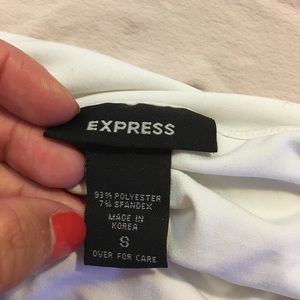 EXPRESS
93% POLYESTER
7% SPANDEX
MADE IN
KOREA
S
OVER FOR CARE